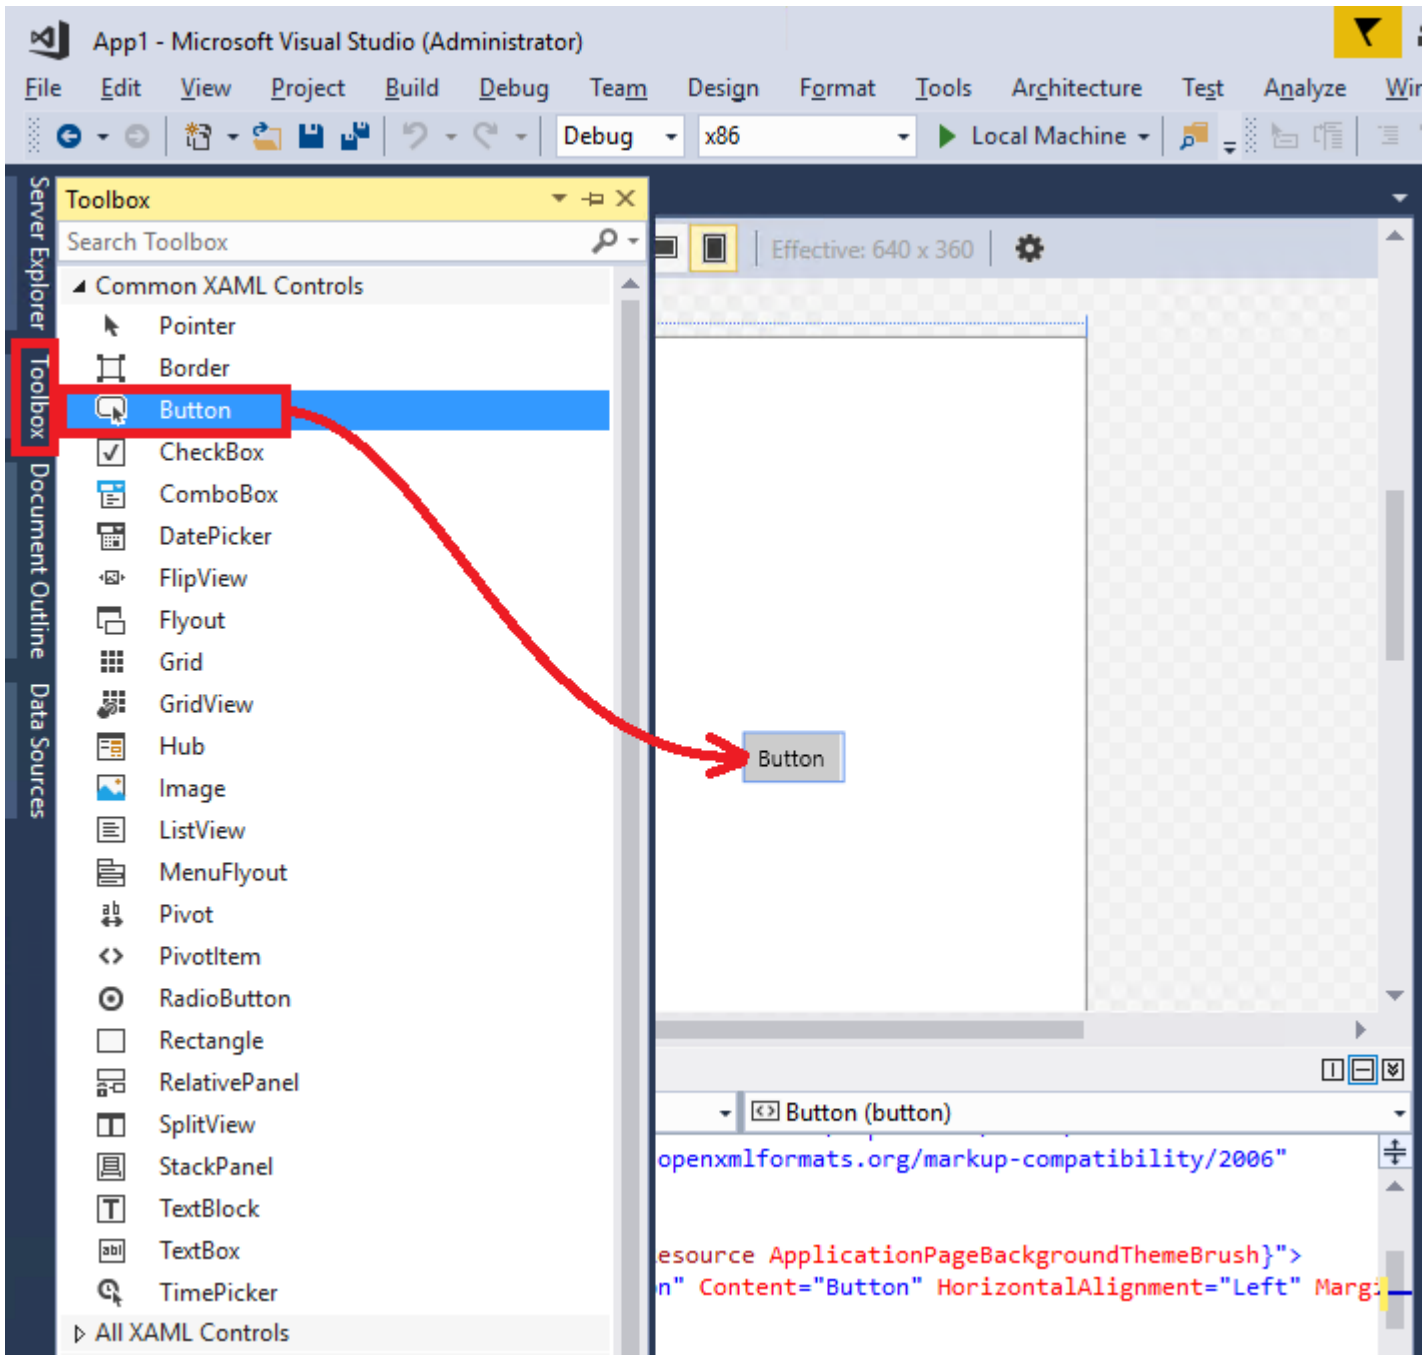 App1 - Microsoft Visual Studio (Administrator)
File Edit View Project Build Debug Team Design Format Tools Architecture Test Analyze
Debug x86 Local Machine
Server Explorer
Toolbox
Document Outline
Data Sources
Toolbox
Search Toolbox
Common XAML Controls
Pointer
Border
Button
CheckBox
ComboBox
DatePicker
FlipView
Flyout
Grid
GridView
Hub
Image
ListView
MenuFlyout
Pivot
PivotItem
RadioButton
Rectangle
RelativePanel
SplitView
StackPanel
TextBlock
TextBox
TimePicker
All XAML Controls
Effective: 640 x 360
Button
Button (button)
openxmlformats.org/markup-compatibility/2006"
esource ApplicationPageBackgroundThemeBrush}">
n" Content="Button" HorizontalAlignment="Left"